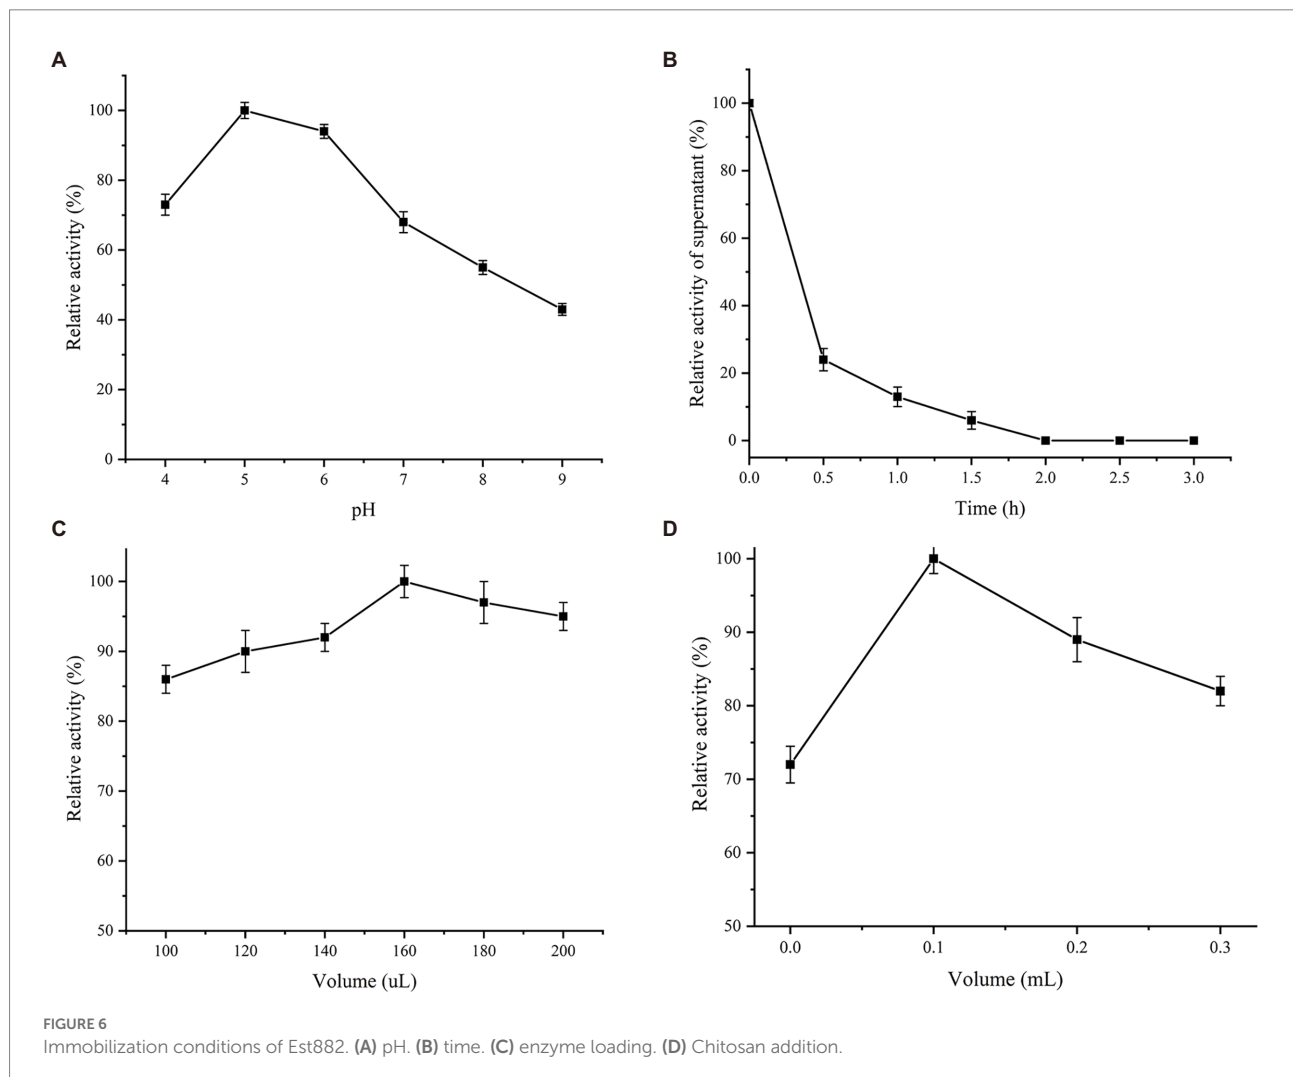 A
Relative activity (%)
100
80
60
40
20
0
4 5 6 7 8 9
pH
B
Relative activity of supernatant (%)
100
80
60
40
20
0
0.0 0.5 1.0 1.5 2.0 2.5 3.0
Time (h)
C
Relative activity (%)
100
90
80
70
60
50
100 120 140 160 180 200
Volume (uL)
D
Relative activity (%)
100
90
80
70
60
50
0.0 0.1 0.2 0.3
Volume (mL)
FIGURE 6
Immobilization conditions of Est882. (A) pH. (B) time. (C) enzyme loading. (D) Chitosan addition.